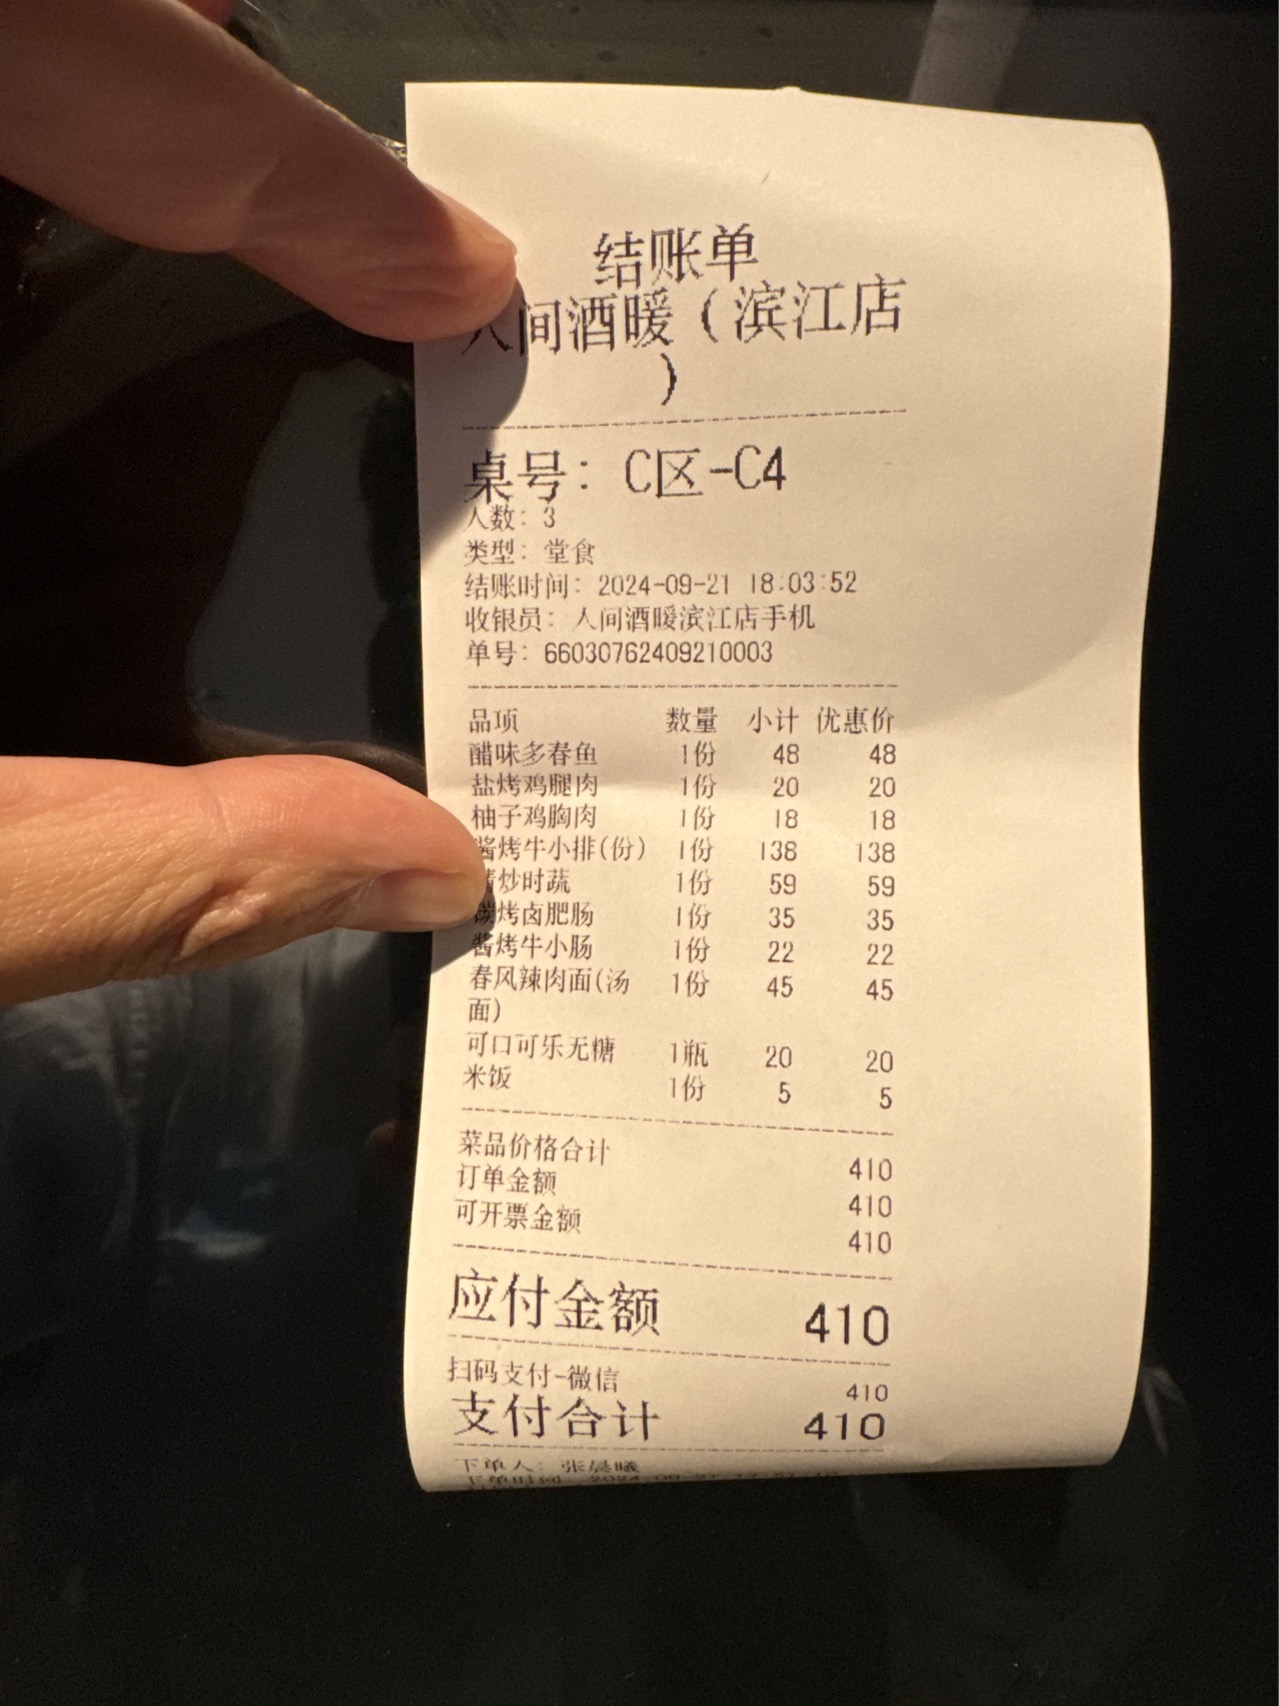 结账单
人间酒暖（滨江店
）
桌号：C区-C4
人数：3
类型：堂食
结账时间：2024-09-21 18:03:52
收银员：人间酒暖滨江店手机
单号：66030762409210003
品项 数量 小计 优惠价
醋味多春鱼 1份 48 48
盐烤鸡腿肉 1份 20 20
柚子鸡胸肉 1份 18 18
酱烤牛小排(份) 1份 138 138
清炒时蔬 1份 59 59
碳烤卤肥肠 1份 35 35
酱烤牛小肠 1份 22 22
春风辣肉面(汤 1份 45 45
面)
可口可乐无糖 1瓶 20 20
米饭 1份 5 5
菜品价格合计 410
订单金额 410
可开票金额 410
应付金额 410
扫码支付-微信 410
支付合计 410
下单人：张晨曦
下单时间